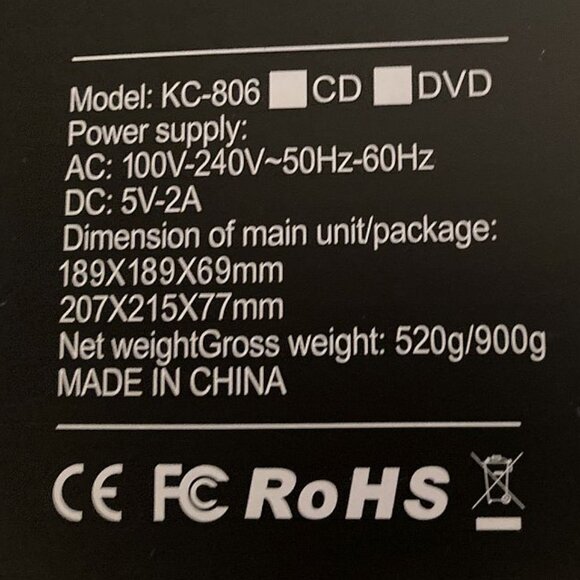 Model: KC-806 CD DVD
Power supply:
AC: 100V-240V~50Hz-60Hz
DC: 5V-2A
Dimension of main unit/package:
189X189X69mm
207X215X77mm
Net weightGross weight: 520g/900g
MADE IN CHINA
CE FC RoHS